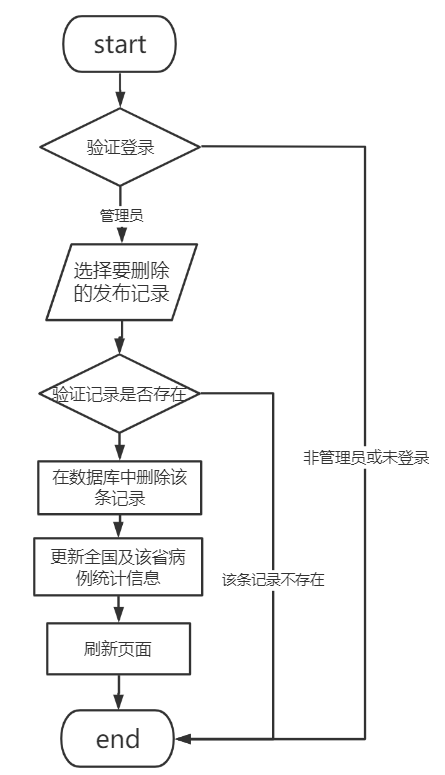 start
验证登录
管理员
选择要删除
的发布记录
验证记录是否存在
非管理员或未登录
在数据库中删除该
条记录
更新全国及该省病
例统计信息
该条记录不存在
刷新页面
end